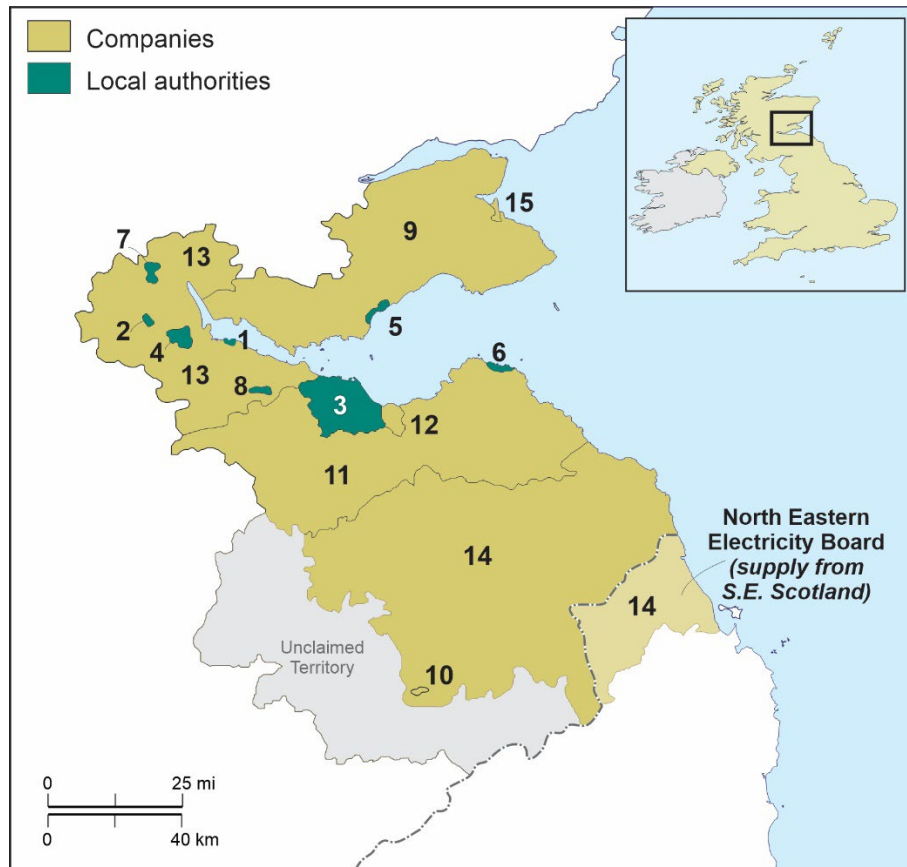 Companies
Local authorities
15
9
7
13
5
2
4
1
6
13
8
3
12
11
North Eastern
Electricity Board
(supply from
S.E. Scotland)
14
14
Unclaimed
Territory
10
0 25 mi
0 40 km